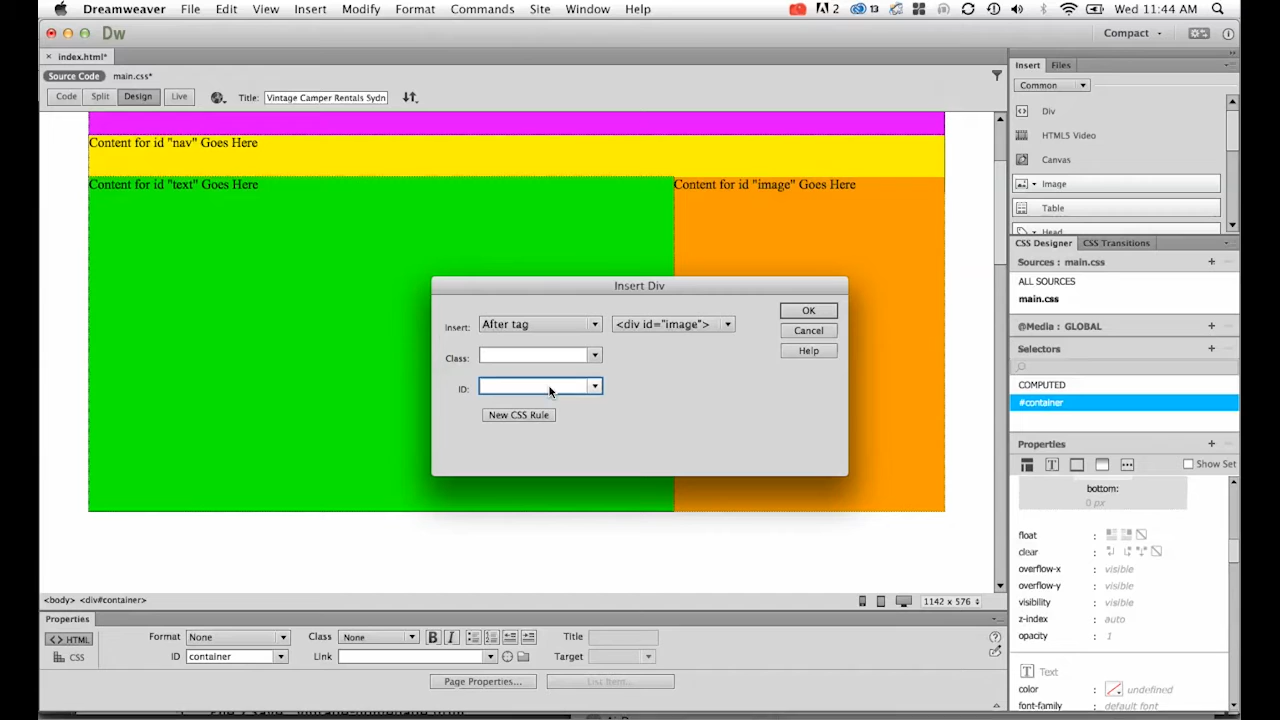 Dreamweaver File Edit View Insert Modify Format Commands Site Window Help 2 13 Wed 11:44 AM
Dw Compact
× index.html*
Source Code main.css*
Code Split Design Live Title: Vintage Camper Rentals Sydn
Content for id "nav" Goes Here
Content for id "text" Goes Here
Content for id "image" Goes Here
Insert Div
Insert: After tag <div id="image"> OK
Cancel
Class: Help
ID:
New CSS Rule
Insert Files
Common
Div
HTML5 Video
Canvas
Image
Table
Head
CSS Designer CSS Transitions
Sources : main.css
ALL SOURCES
main.css
@Media : GLOBAL
Selectors
COMPUTED
#container
Properties
Show Set
bottom:
0 px
float :
clear :
overflow-x : visible
overflow-y : visible
visibility : visible
z-index : auto
opacity : 1
T Text
color : undefined
font-family : default font
<body> <div#container> 1142 x 576
Properties
<> HTML Format None Class None B I Title
CSS ID container Link Target
Page Properties... List Item...